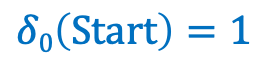 δ₀(Start) = 1